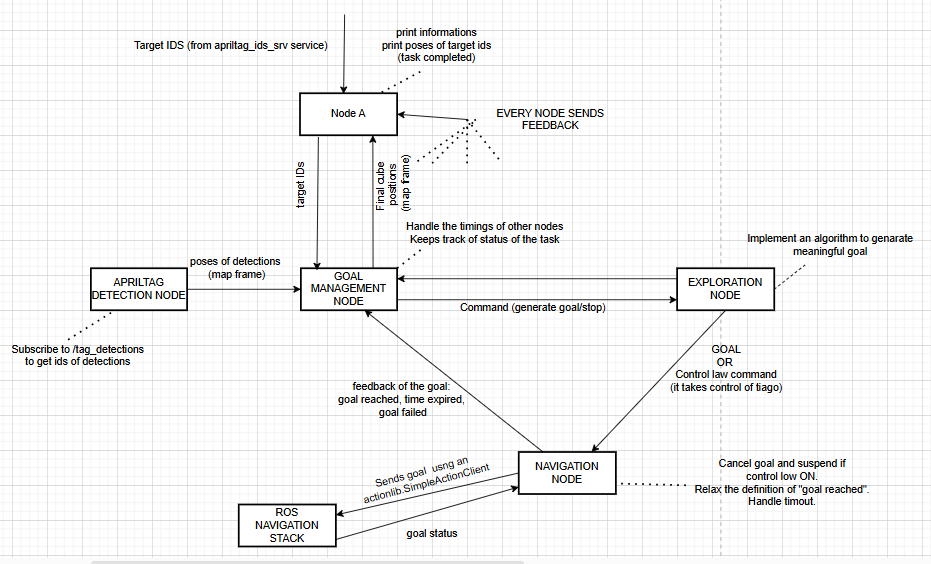 Target IDS (from apriltag_ids_srv service)
print informations
print poses of target ids
(task completed)
Node A
EVERY NODE SENDS
FEEDBACK
target IDs
Final cube
positions
(map frame)
Handle the timings of other nodes
Keeps track of status of the task
Implement an algorithm to genarate
meaningful goal
poses of detections
(map frame)
APRILTAG
DETECTION NODE
GOAL
MANAGEMENT
NODE
EXPLORATION
NODE
Command (generate goal/stop)
Subscribe to /tag_detections
to get ids of detections
GOAL
OR
Control law command
(it takes control of tiago)
feedback of the goal:
goal reached, time expired,
goal failed
Sends goal usng an
actionlib.SimpleActionClient
NAVIGATION
NODE
Cancel goal and suspend if
control low ON.
Relax the definition of "goal reached".
Handle timout.
ROS
NAVIGATION
STACK
goal status